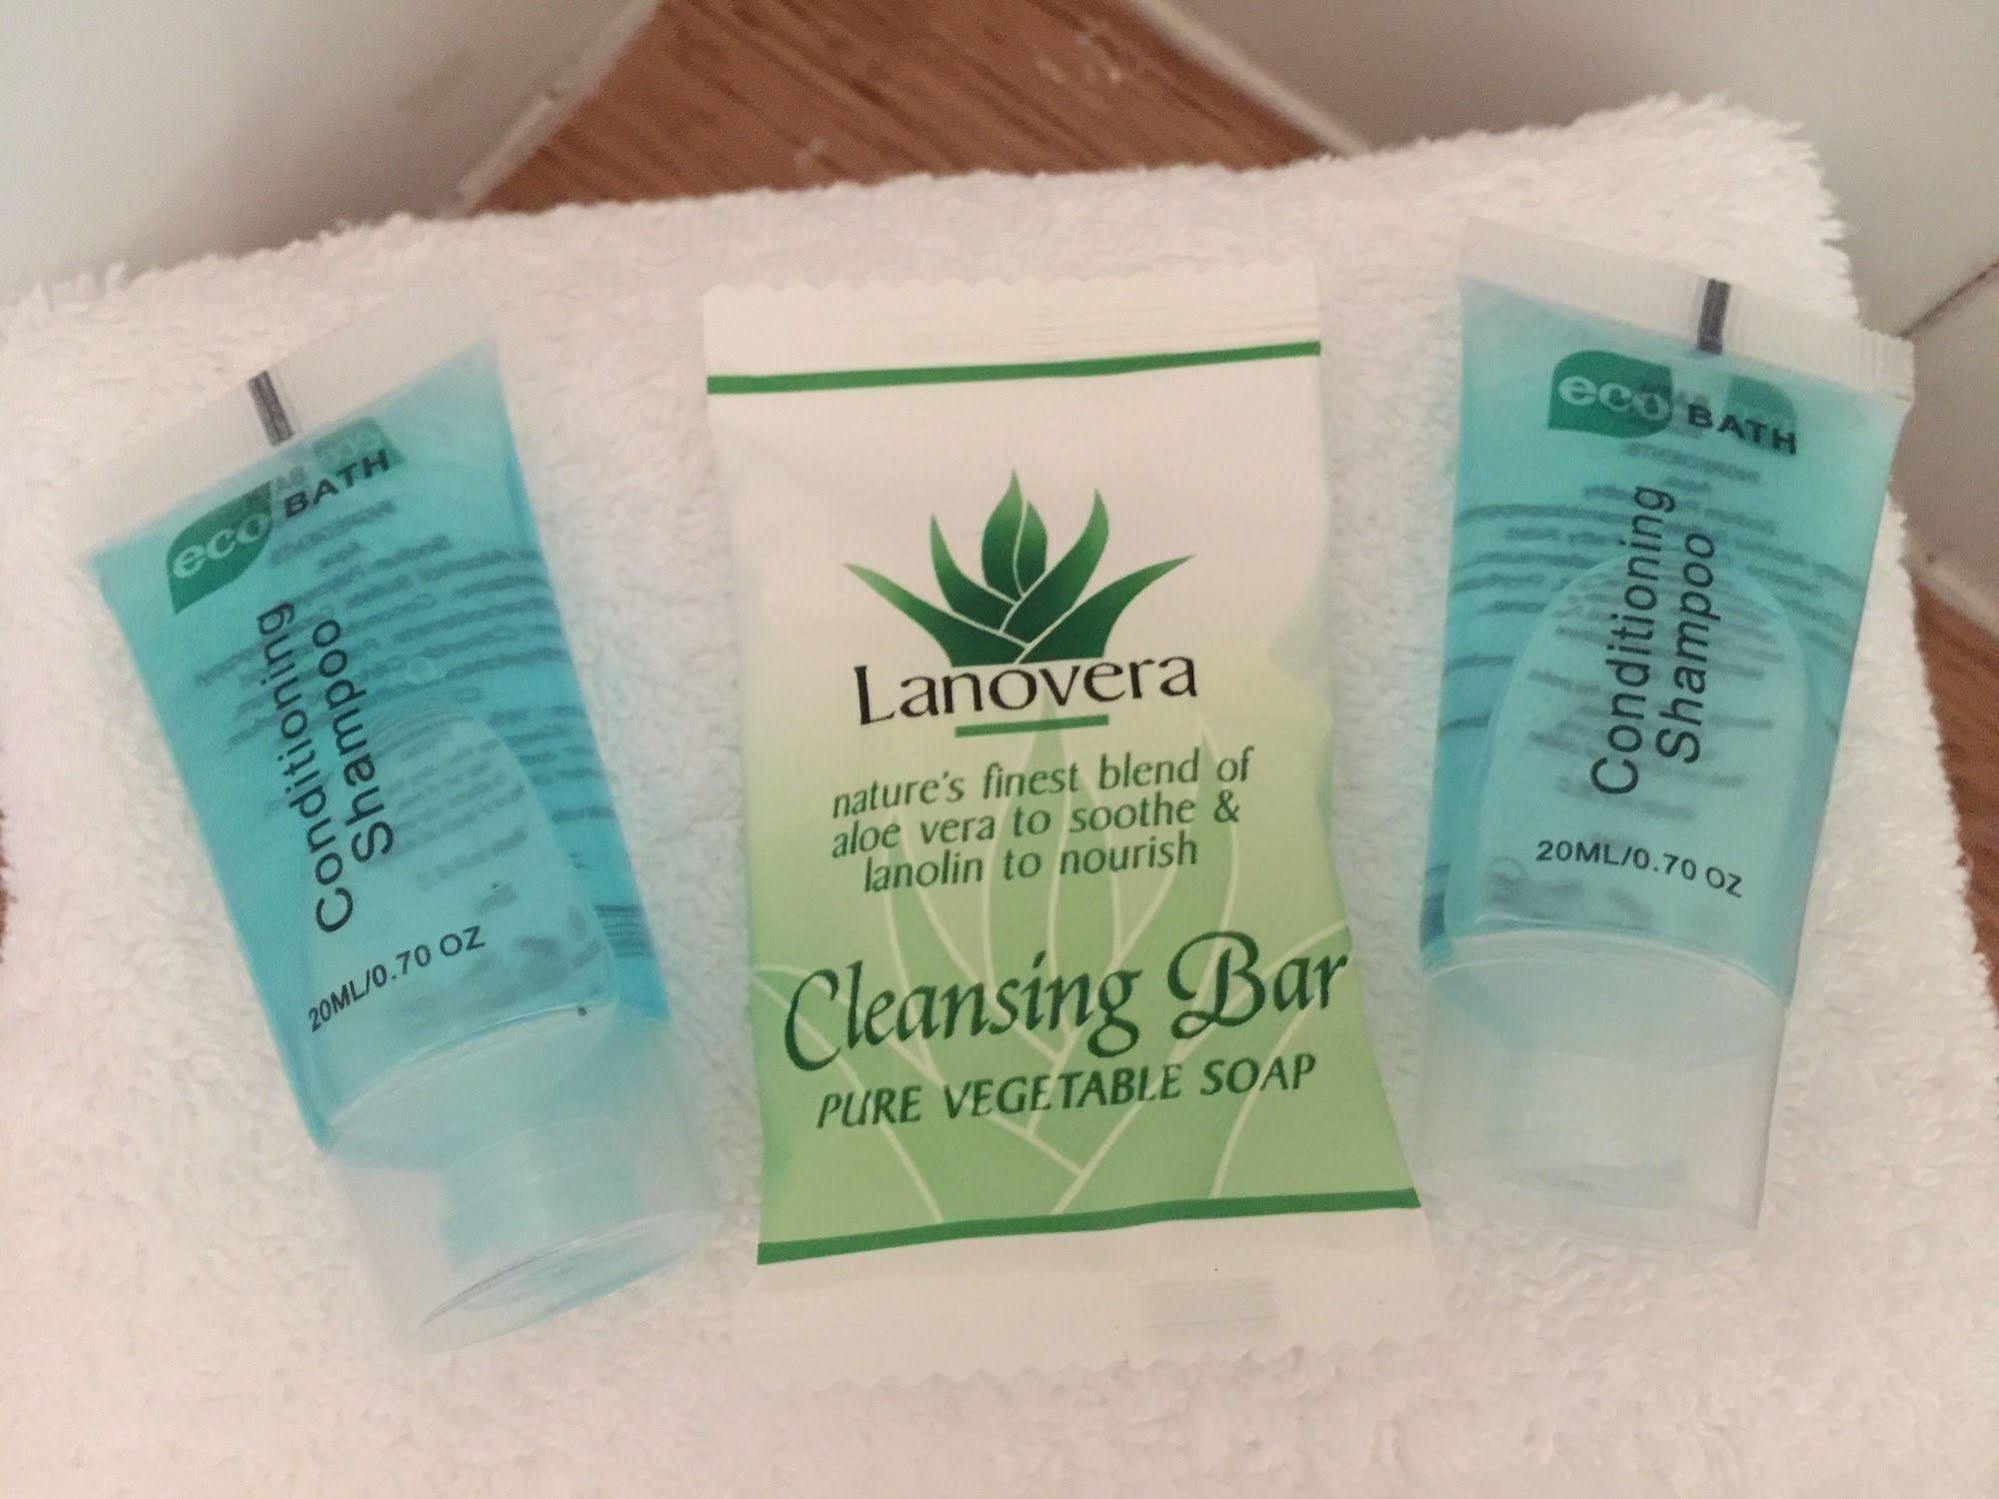 eco BATH
Conditioning
Shampoo
20ML/0.70 OZ
Lanovera
nature's finest blend of
aloe vera to soothe &
lanolin to nourish
Cleansing Bar
PURE VEGETABLE SOAP
eco BATH
Conditioning
Shampoo
20ML/0.70 OZ